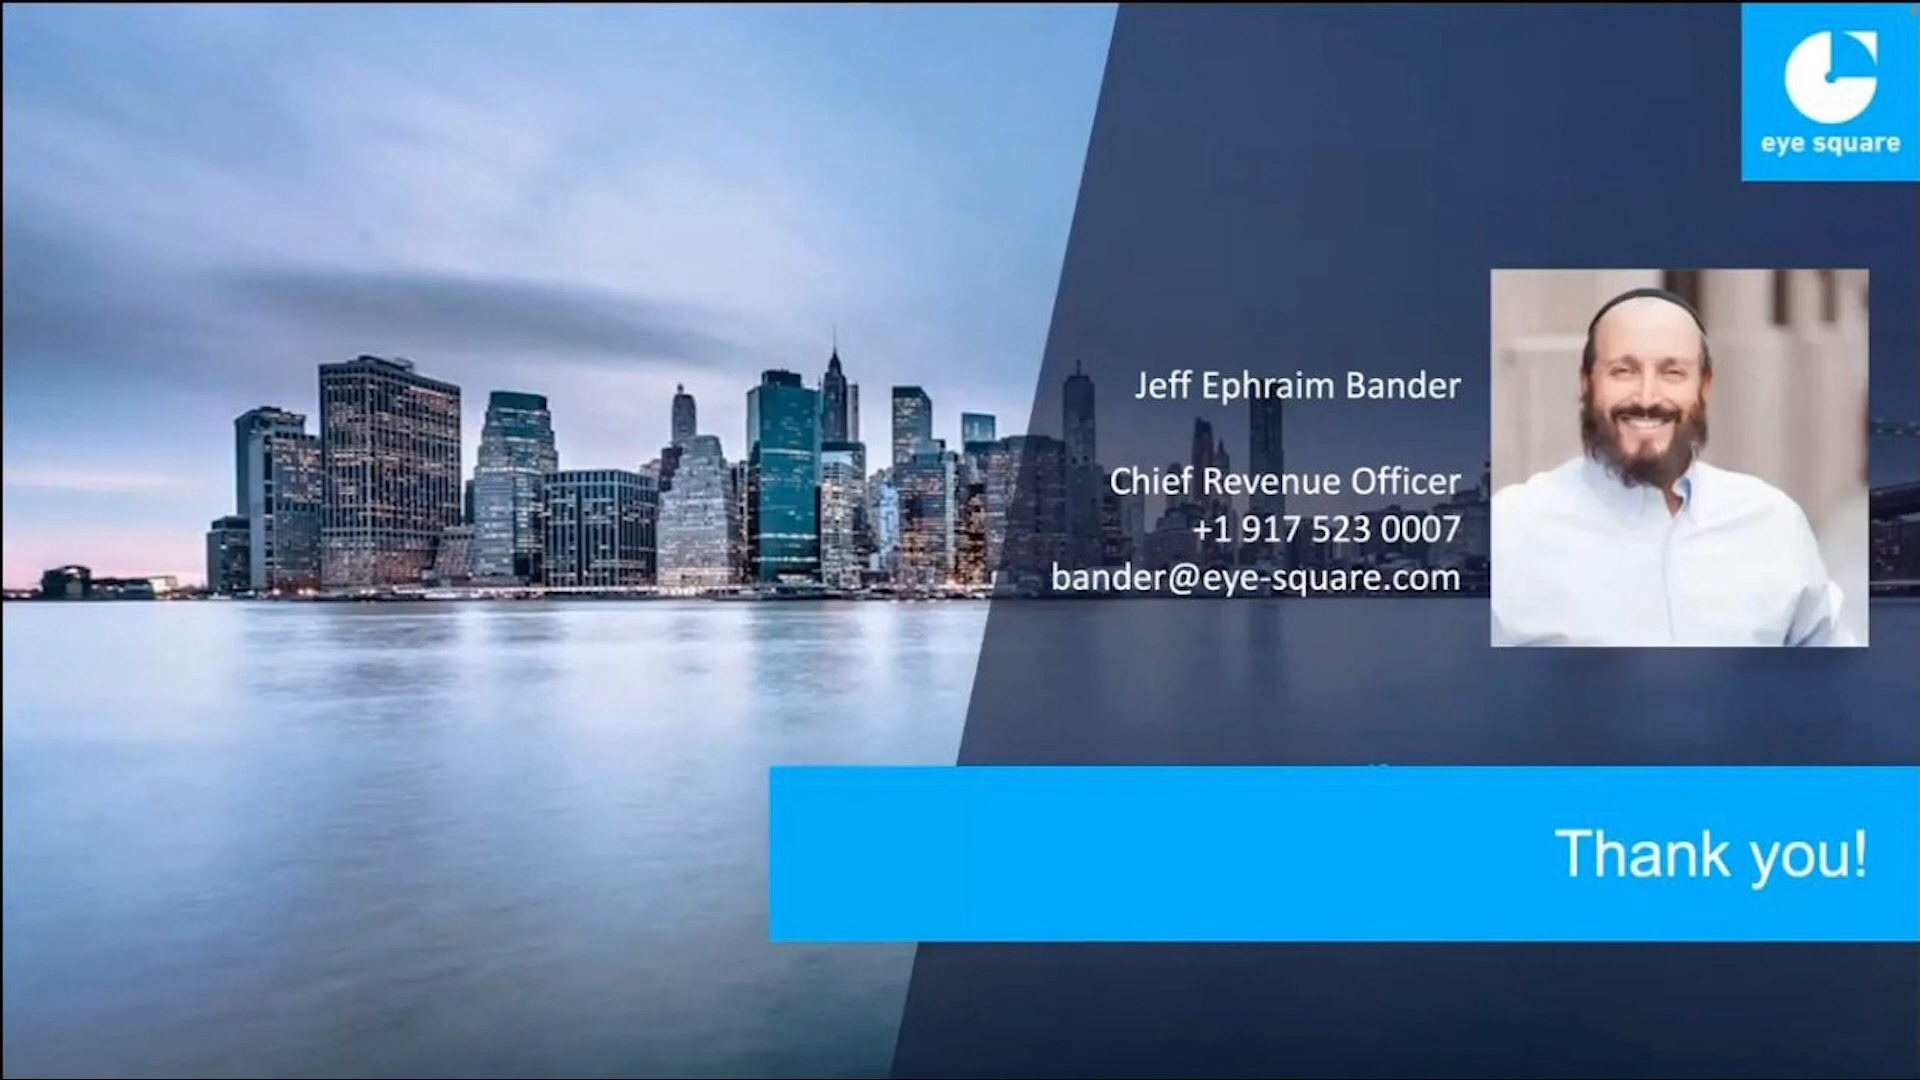 eye square
Jeff Ephraim Bander
Chief Revenue Officer
+1 917 523 0007
bander@eye-square.com
Thank you!